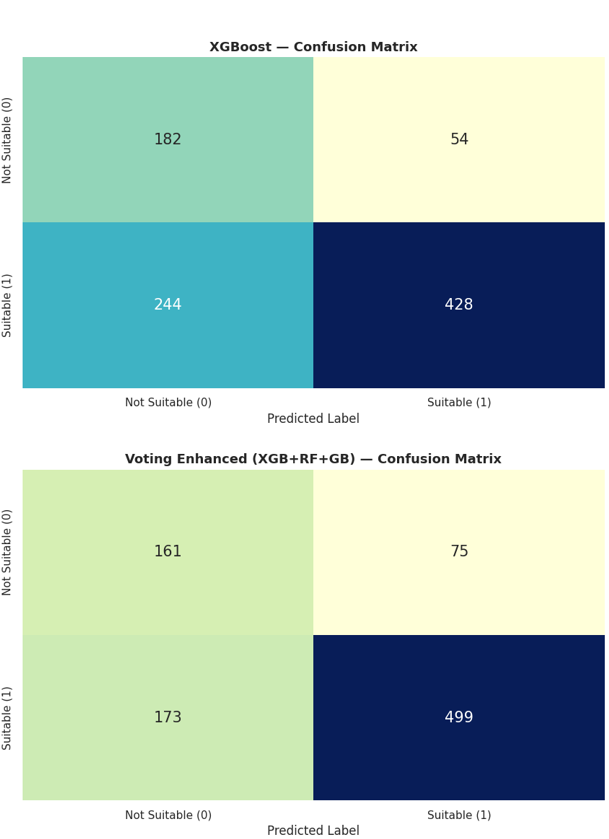 XGBoost — Confusion Matrix
Not Suitable (0)
182
54
Suitable (1)
244
428
Not Suitable (0)
Suitable (1)
Predicted Label
Voting Enhanced (XGB+RF+GB) — Confusion Matrix
Not Suitable (0)
161
75
Suitable (1)
173
499
Not Suitable (0)
Suitable (1)
Predicted Label